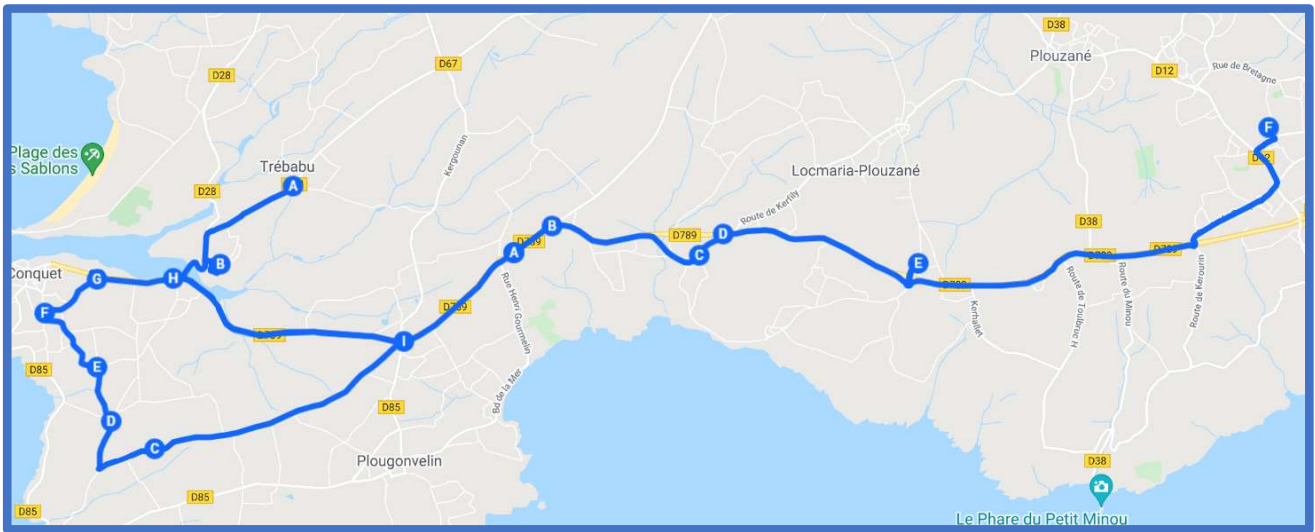 D38
Plouzané
D67
D12
Rue de Bretagne
D28
F
Plage des
s Sablons
Trébabu
Kergounan
Locmaria-Plouzané
A
D28
Route de Kerfily
D38
B
D789
D
A
C
B
E
Conquet
G
H
D789
Rue Henri Gourmelin
Kerhallet
Route de Toulbroc'H
Route du Minou
Route de Kerourin
F
I
D85
E
Bd de la Mer
D85
D
C
Plougonvelin
D38
D85
D85
Le Phare du Petit Minou